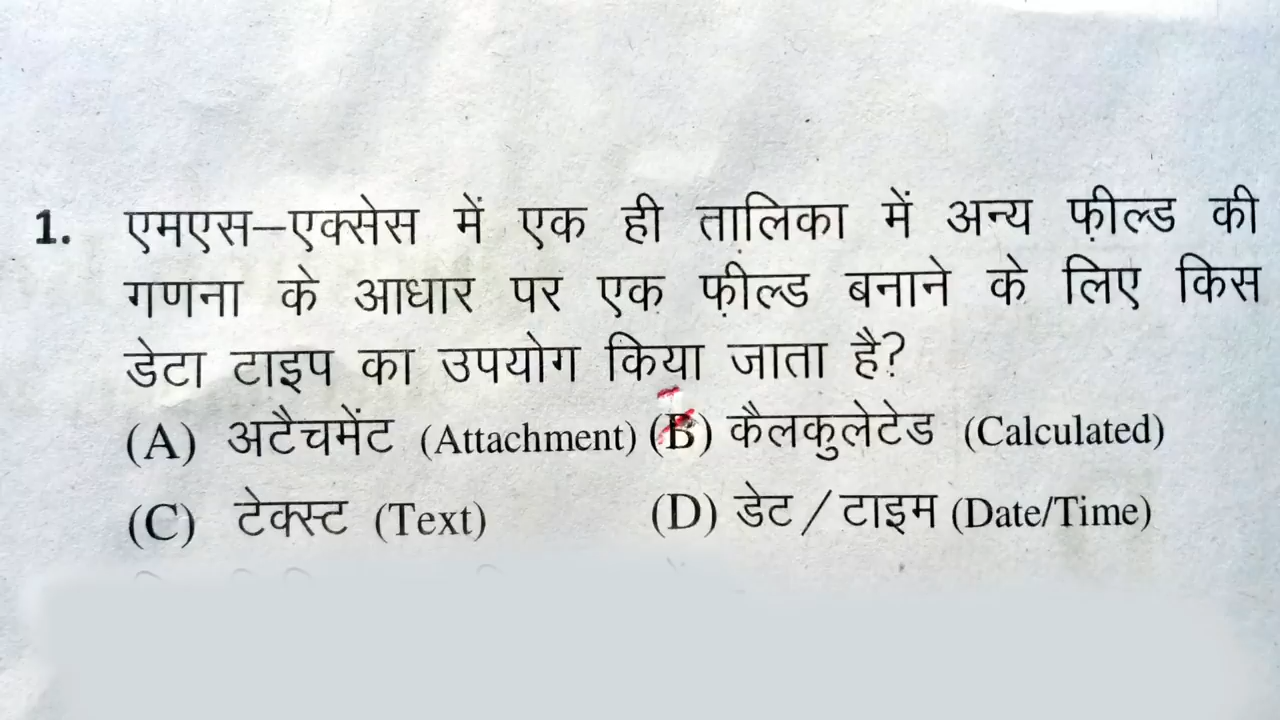 1. एमएस–एक्सेस में एक ही तालिका में अन्य फ़ील्ड की
गणना के आधार पर एक फ़ील्ड बनाने के लिए किस
डेटा टाइप का उपयोग किया जाता है?
(A) अटैचमेंट (Attachment) (B) कैलकुलेटेड (Calculated)
(C) टेक्स्ट (Text) (D) डेट / टाइम (Date/Time)